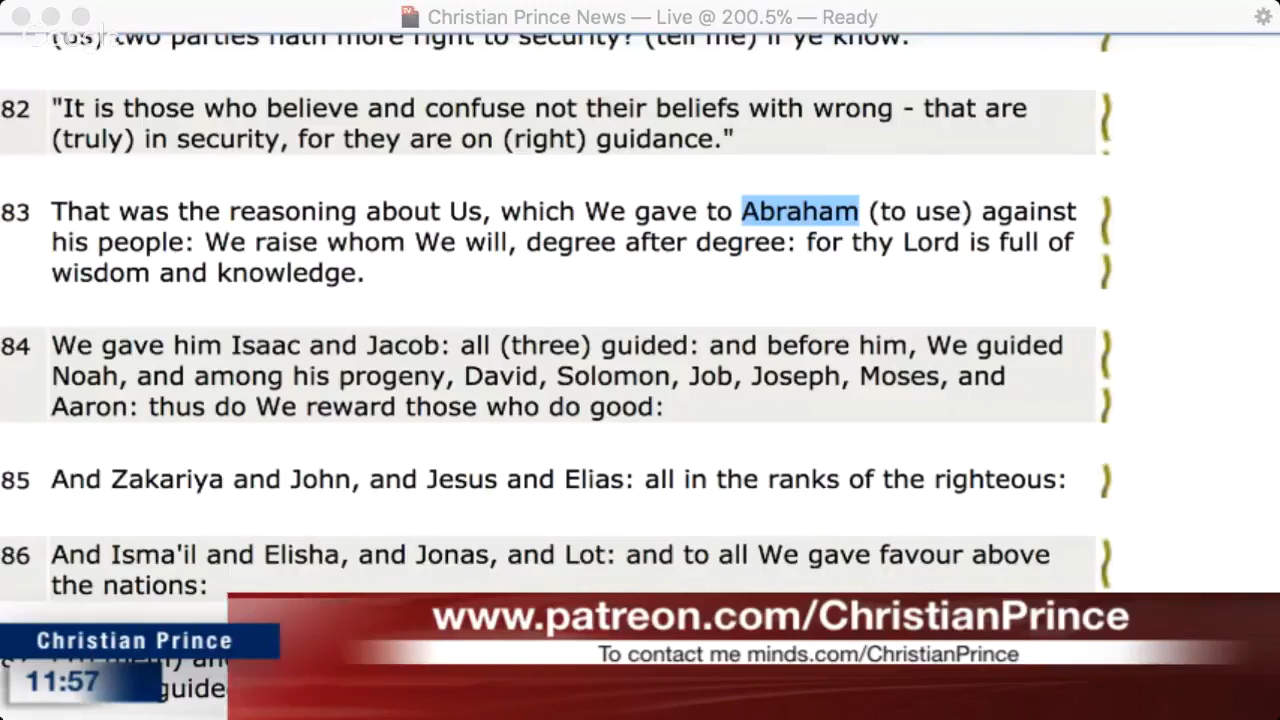 Christian Prince News — Live @ 200.5% — Ready
two parties hath more right to security? (tell me) if ye know.
82 "It is those who believe and confuse not their beliefs with wrong - that are
(truly) in security, for they are on (right) guidance."
83 That was the reasoning about Us, which We gave to Abraham (to use) against
his people: We raise whom We will, degree after degree: for thy Lord is full of
wisdom and knowledge.
84 We gave him Isaac and Jacob: all (three) guided: and before him, We guided
Noah, and among his progeny, David, Solomon, Job, Joseph, Moses, and
Aaron: thus do We reward those who do good:
85 And Zakariya and John, and Jesus and Elias: all in the ranks of the righteous:
86 And Isma'il and Elisha, and Jonas, and Lot: and to all We gave favour above
the nations:
www.patreon.com/ChristianPrince
Christian Prince
To contact me minds.com/ChristianPrince
11:57
guide